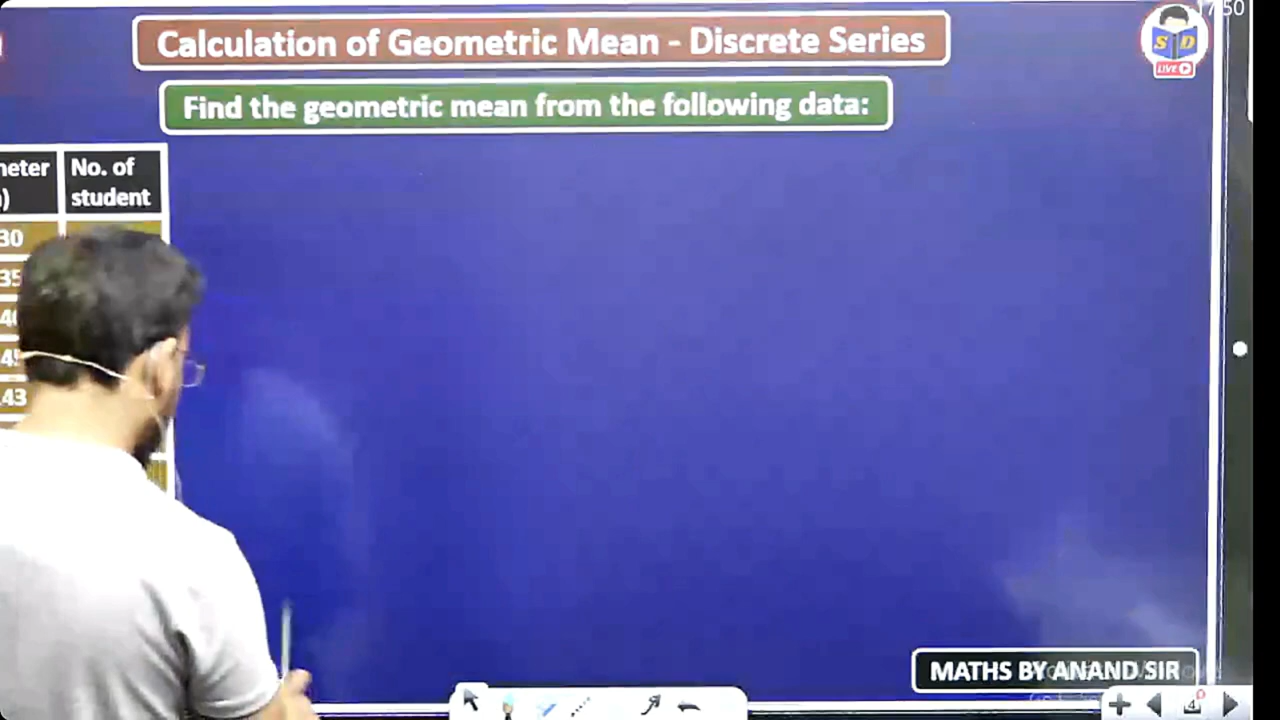 Calculation of Geometric Mean - Discrete Series
S D
LIVE
Find the geometric mean from the following data:
No. of
student
30
35
43
MATHS BY ANAND SIR